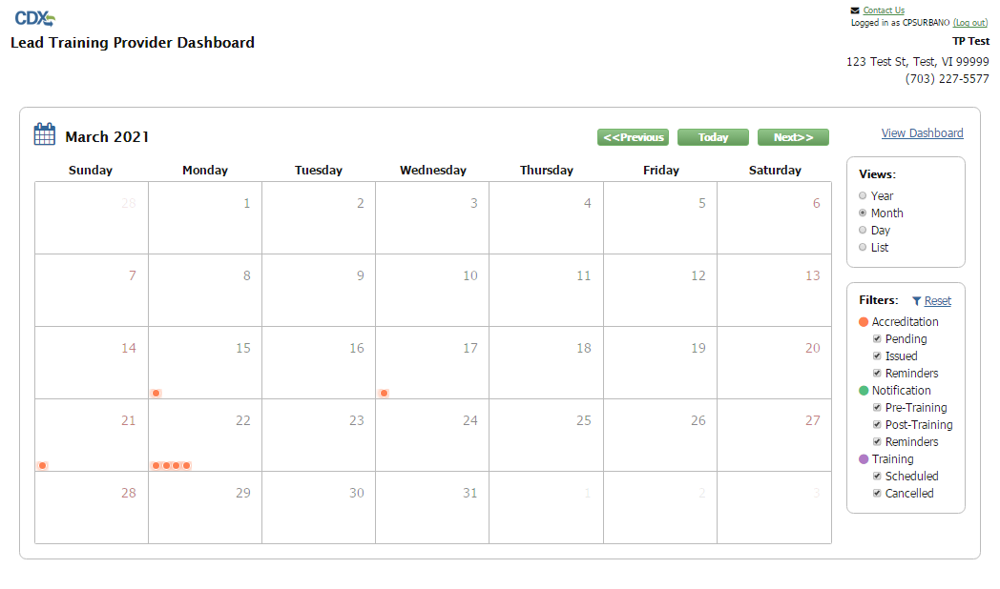 CDX
Contact Us
Logged in as CPSURBANO (Log out)
Lead Training Provider Dashboard
TP Test
123 Test St, Test, VI 99999
(703) 227-5577
March 2021
<<Previous Today Next>>
View Dashboard
Sunday Monday Tuesday Wednesday Thursday Friday Saturday
28 1 2 3 4 5 6
7 8 9 10 11 12 13
14 15 16 17 18 19 20
21 22 23 24 25 26 27
28 29 30 31 1 2 3
Views:
Year
Month
Day
List
Filters: Reset
Accreditation
Pending
Issued
Reminders
Notification
Pre-Training
Post-Training
Reminders
Training
Scheduled
Cancelled